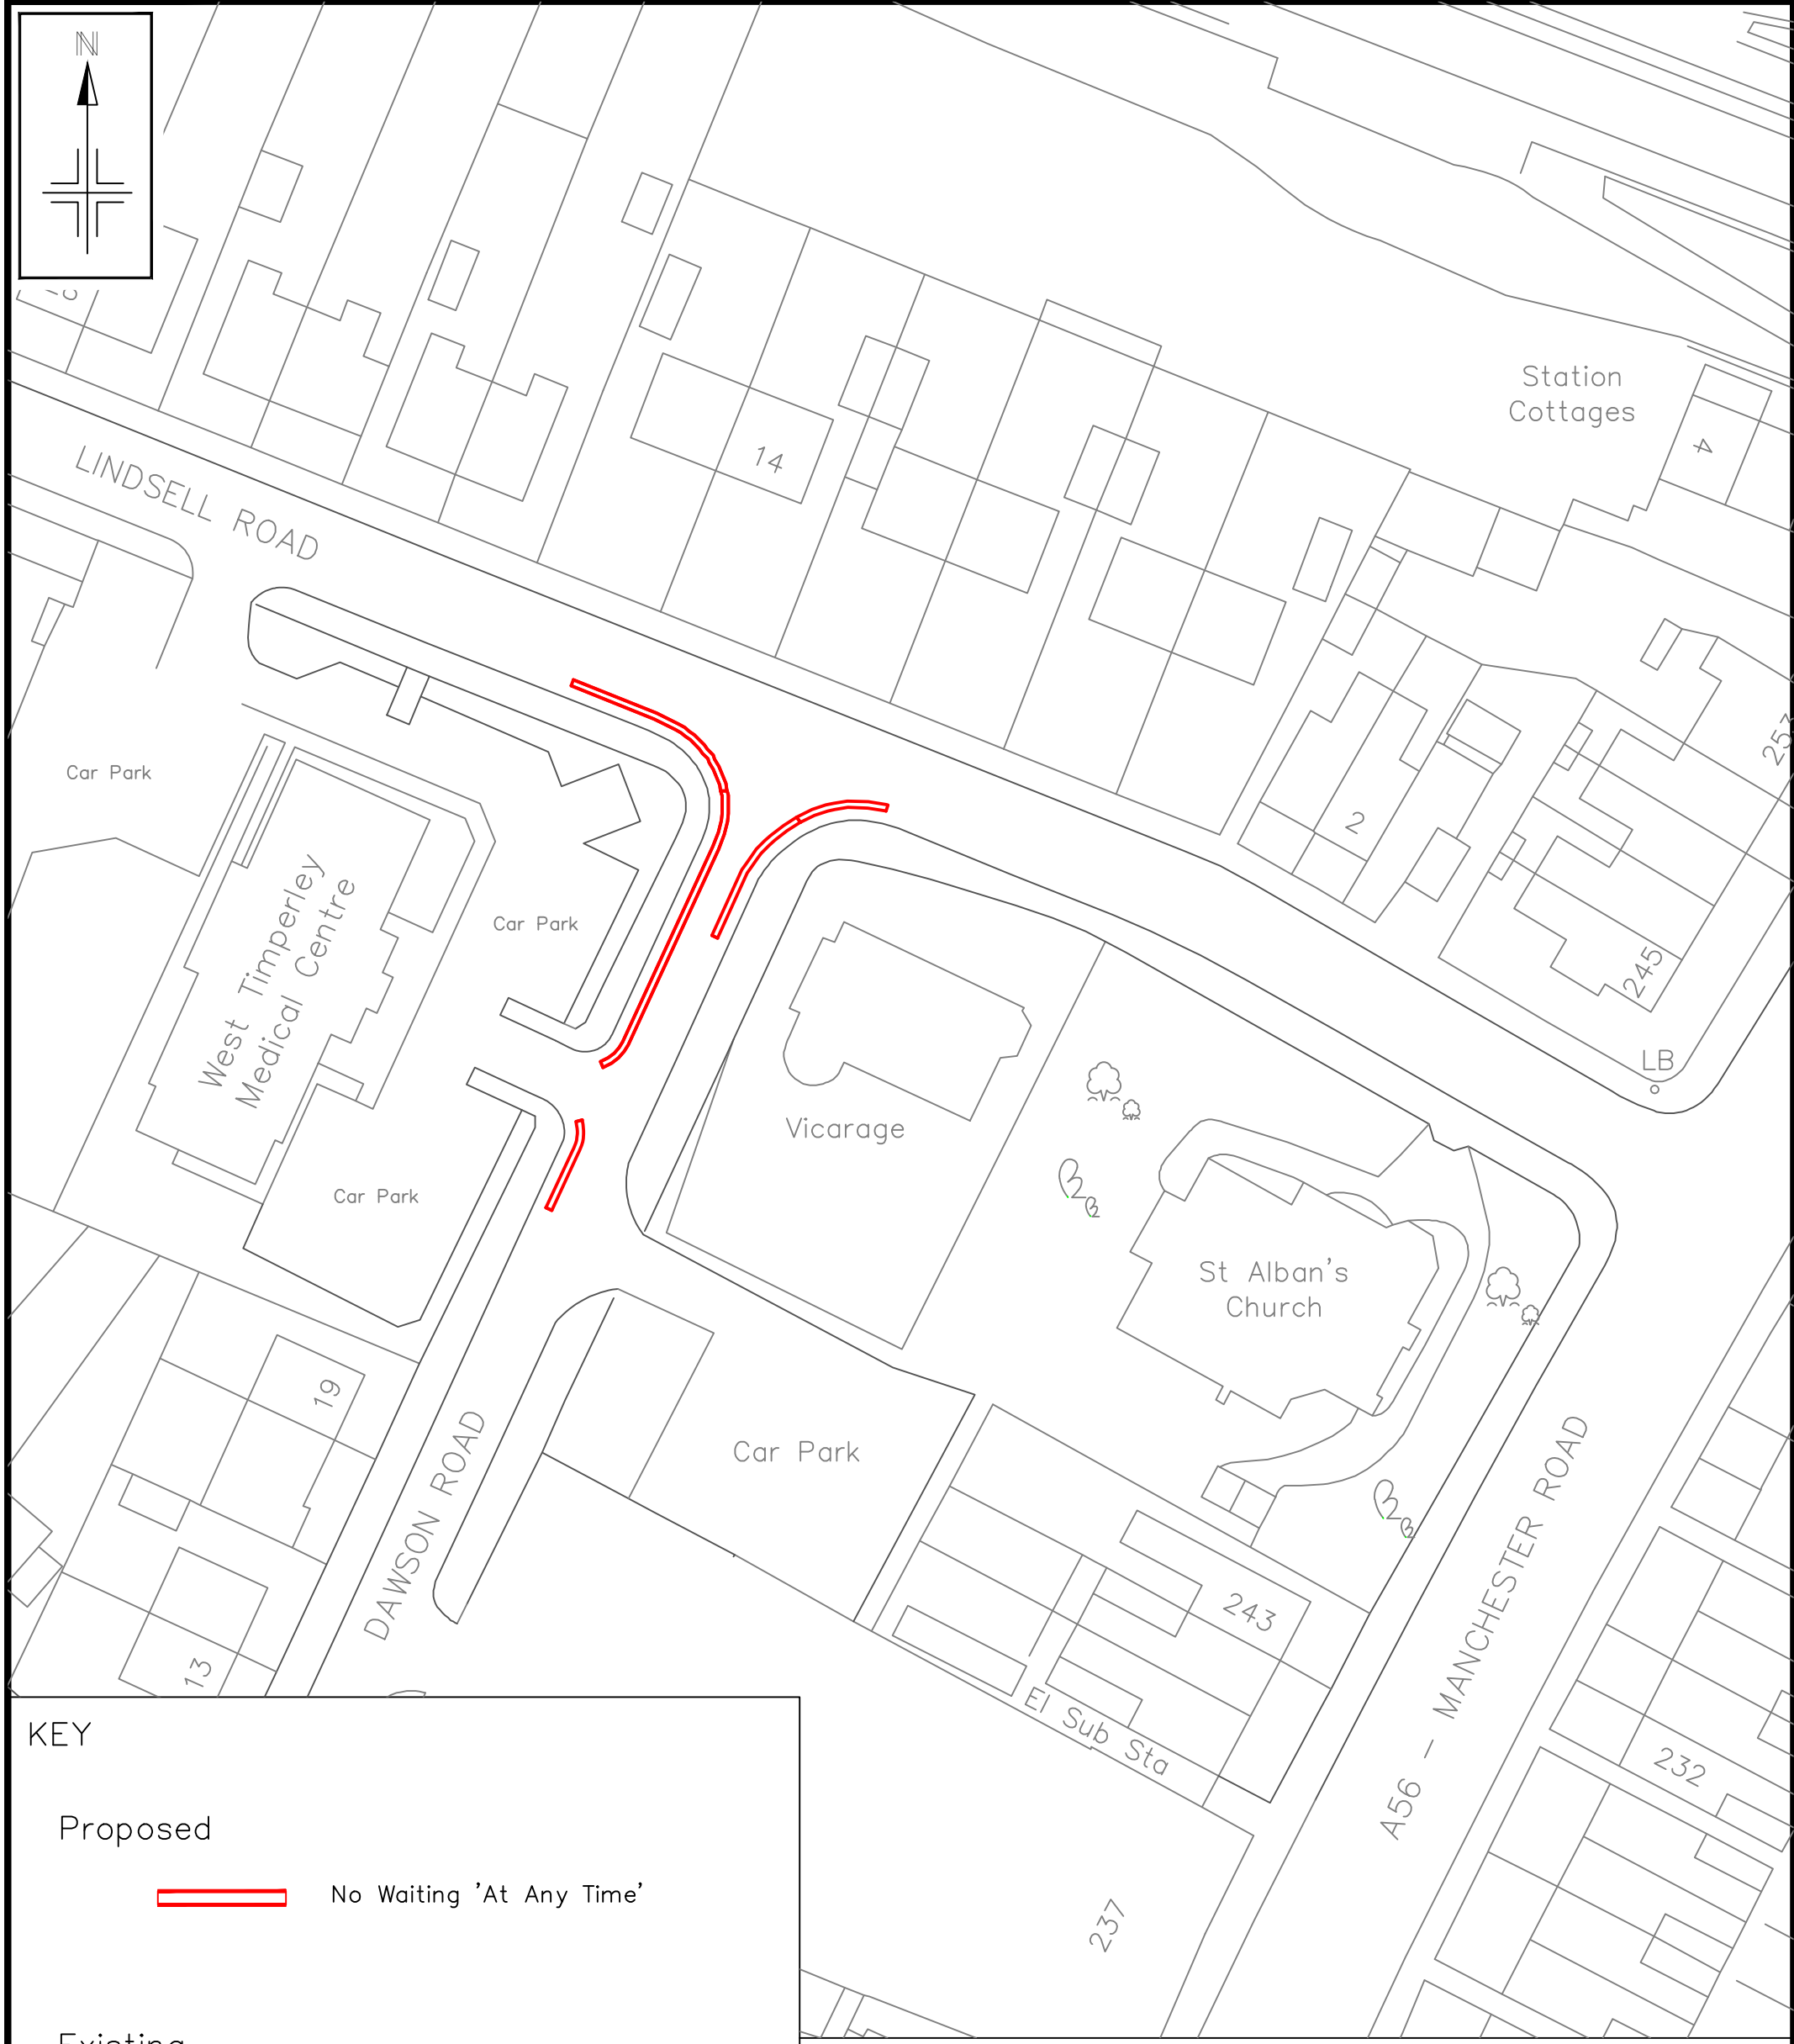 N
Station
Cottages
4
14
LINDSELL ROAD
2
245
LB
Car Park
Car Park
West Timperley
Medical Centre
Vicarage
Car Park
St Alban's
Church
19
Car Park
DAWSON ROAD
13
243
El Sub Sta
A56 - MANCHESTER ROAD
232
237
KEY
Proposed
No Waiting 'At Any Time'